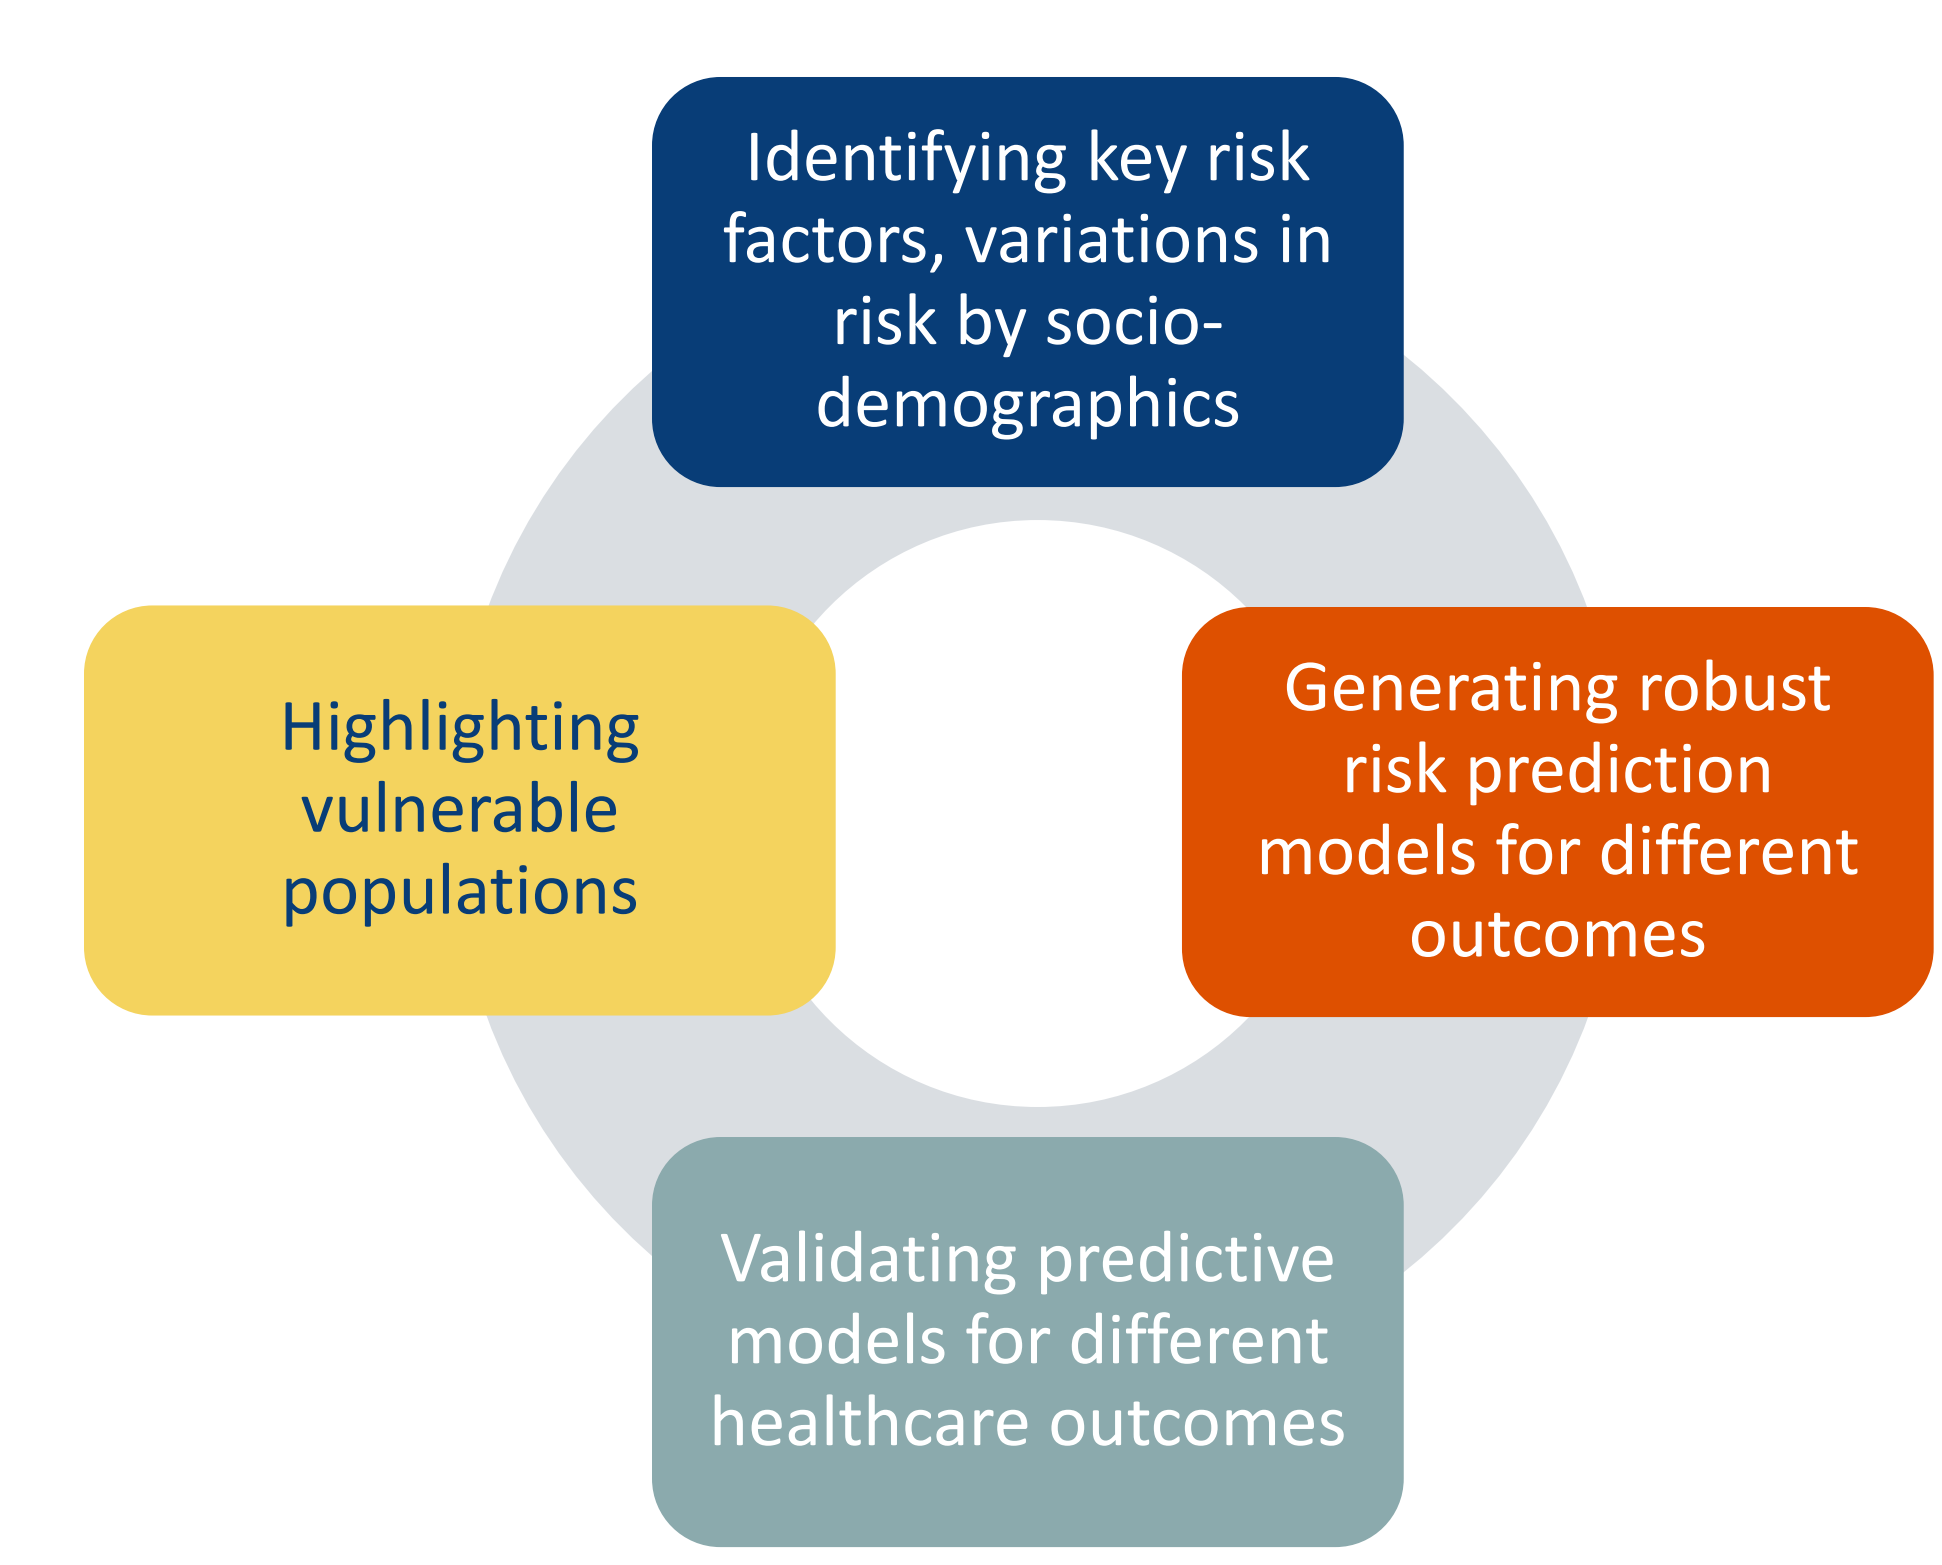 Identifying key risk
factors, variations in
risk by socio-
demographics
Generating robust
risk prediction
models for different
outcomes
Validating predictive
models for different
healthcare outcomes
Highlighting
vulnerable
populations